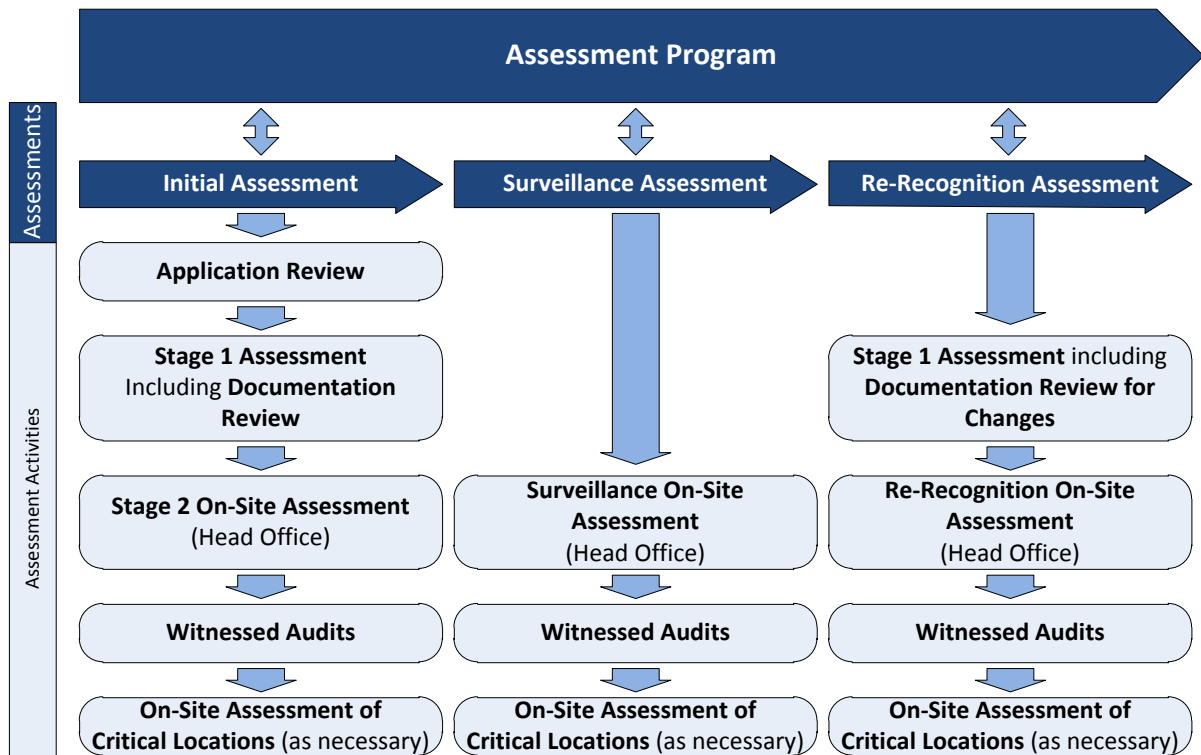 Assessment Program
Assessments
Initial Assessment
Surveillance Assessment
Re-Recognition Assessment
Assessment Activities
Application Review
Stage 1 Assessment
Including Documentation
Review
Stage 2 On-Site Assessment
(Head Office)
Witnessed Audits
On-Site Assessment of
Critical Locations (as necessary)
Surveillance On-Site
Assessment
(Head Office)
Witnessed Audits
On-Site Assessment of
Critical Locations (as necessary)
Stage 1 Assessment including
Documentation Review for
Changes
Re-Recognition On-Site
Assessment
(Head Office)
Witnessed Audits
On-Site Assessment of
Critical Locations (as necessary)